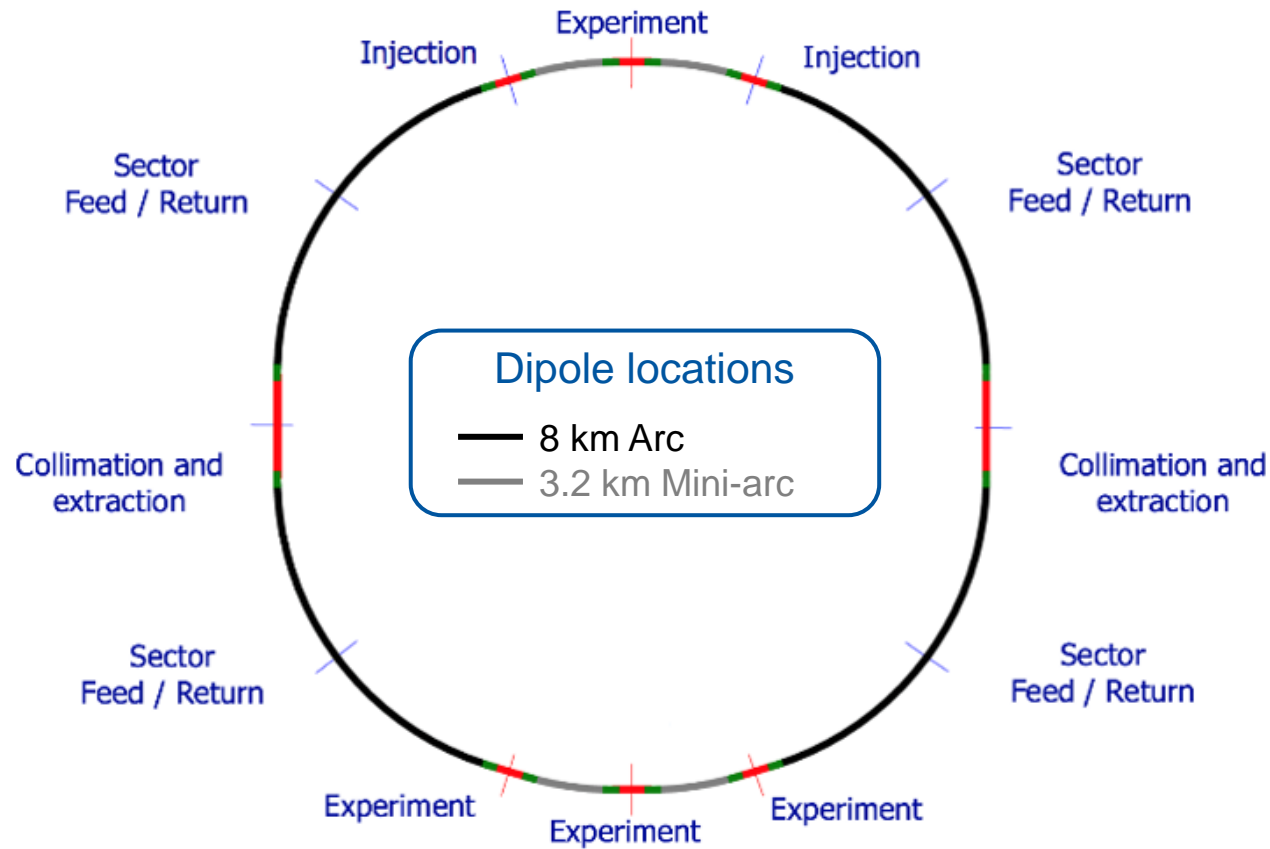 Experiment
Injection
Injection
Sector
Feed / Return
Sector
Feed / Return
Dipole locations
8 km Arc
3.2 km Mini-arc
Collimation and
extraction
Collimation and
extraction
Sector
Feed / Return
Sector
Feed / Return
Experiment
Experiment
Experiment